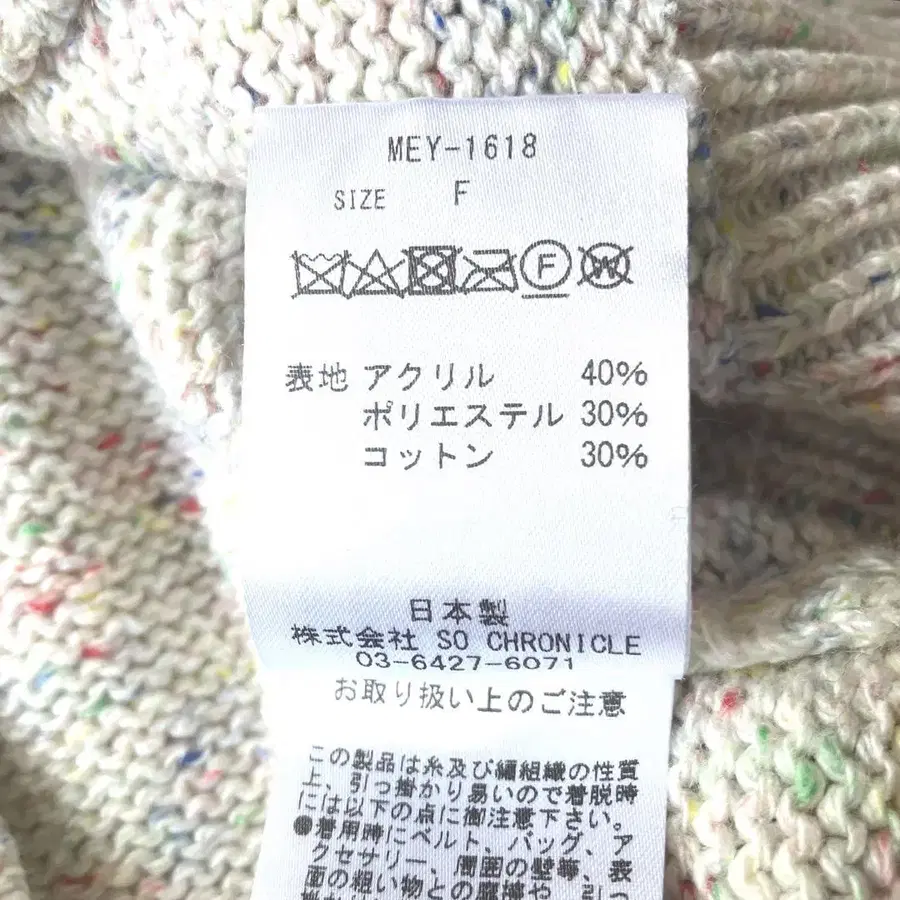 MEY-1618
SIZE F
F W
表地 アクリル 40%
ポリエステル 30%
コットン 30%
日本製
株式会社 SO CHRONICLE
03-6427-6071
お取り扱い上のご注意
この製品は糸及び編組織の性質
上、引っ掛かり易いので着脱時
には以下の点に御注意下さい。
●着用時にベルト、バッグ、ア
クセサリー、周囲の壁等、表
面の粗い物との摩擦や、引っ